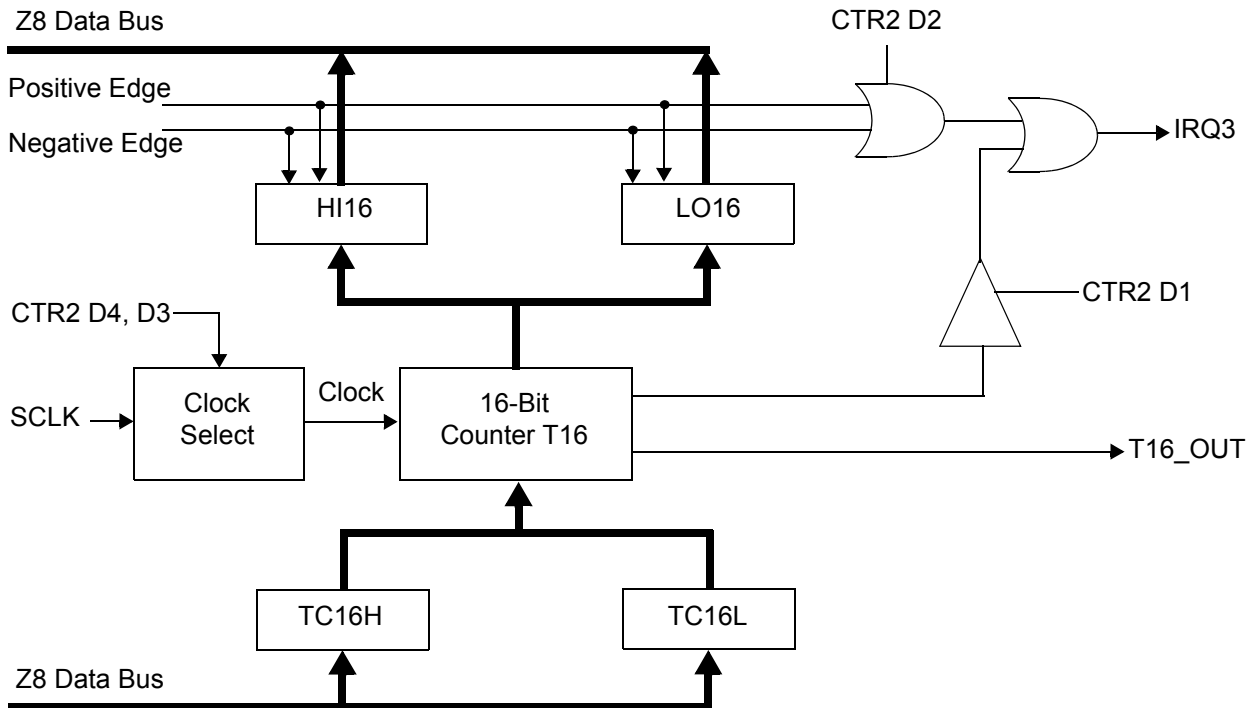 Z8 Data Bus
CTR2 D2
Positive Edge
Negative Edge
IRQ3
HI16
LO16
CTR2 D4, D3
CTR2 D1
SCLK
Clock
Select
Clock
16-Bit
Counter T16
T16_OUT
TC16H
TC16L
Z8 Data Bus